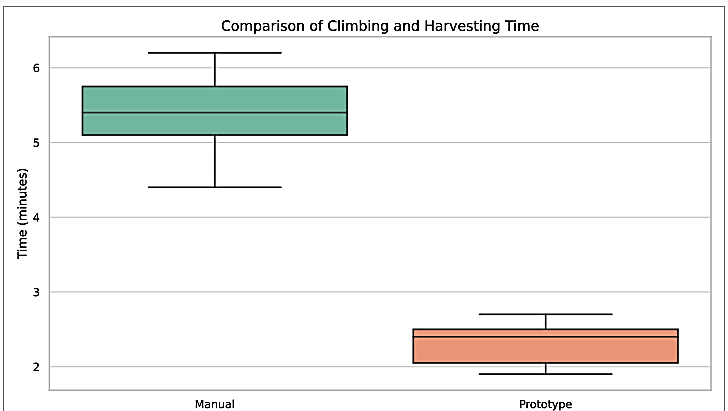 Comparison of Climbing and Harvesting Time
Time (minutes)
6
5
4
3
2
Manual
Prototype